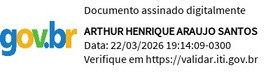 gov.br
Documento assinado digitalmente
ARTHUR HENRIQUE ARAUJO SANTOS
Data: 22/03/2026 19:14:09-0300
Verifique em https://validar.iti.gov.br